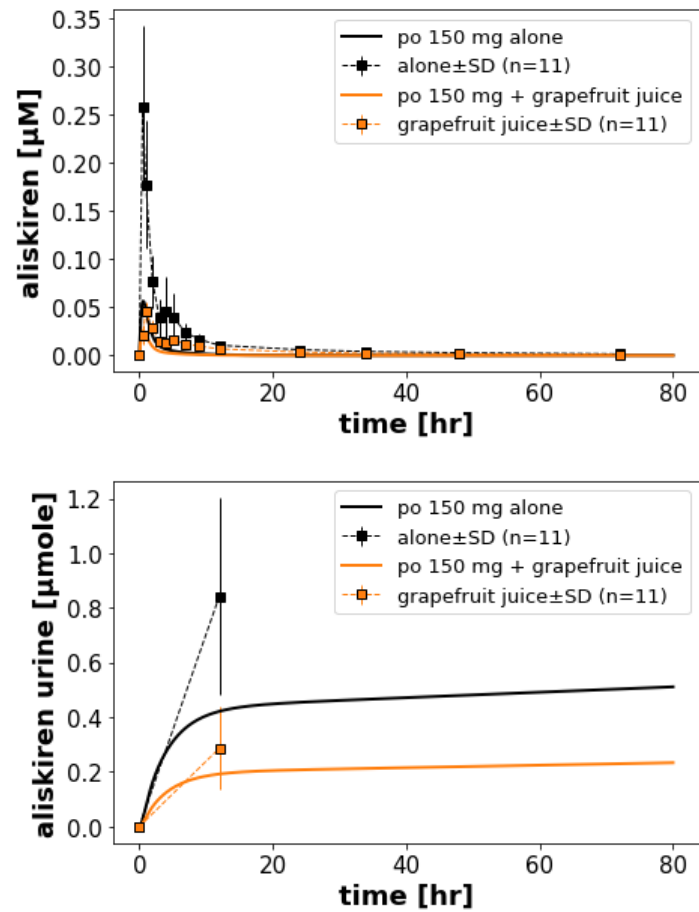 0.35
0.30
0.25
0.20
0.15
0.10
0.05
0.00
aliskiren [µM]
po 150 mg alone
alone±SD (n=11)
po 150 mg + grapefruit juice
grapefruit juice±SD (n=11)
0 20 40 60 80
time [hr]
1.2
1.0
0.8
0.6
0.4
0.2
0.0
aliskiren urine [µmole]
po 150 mg alone
alone±SD (n=11)
po 150 mg + grapefruit juice
grapefruit juice±SD (n=11)
0 20 40 60 80
time [hr]